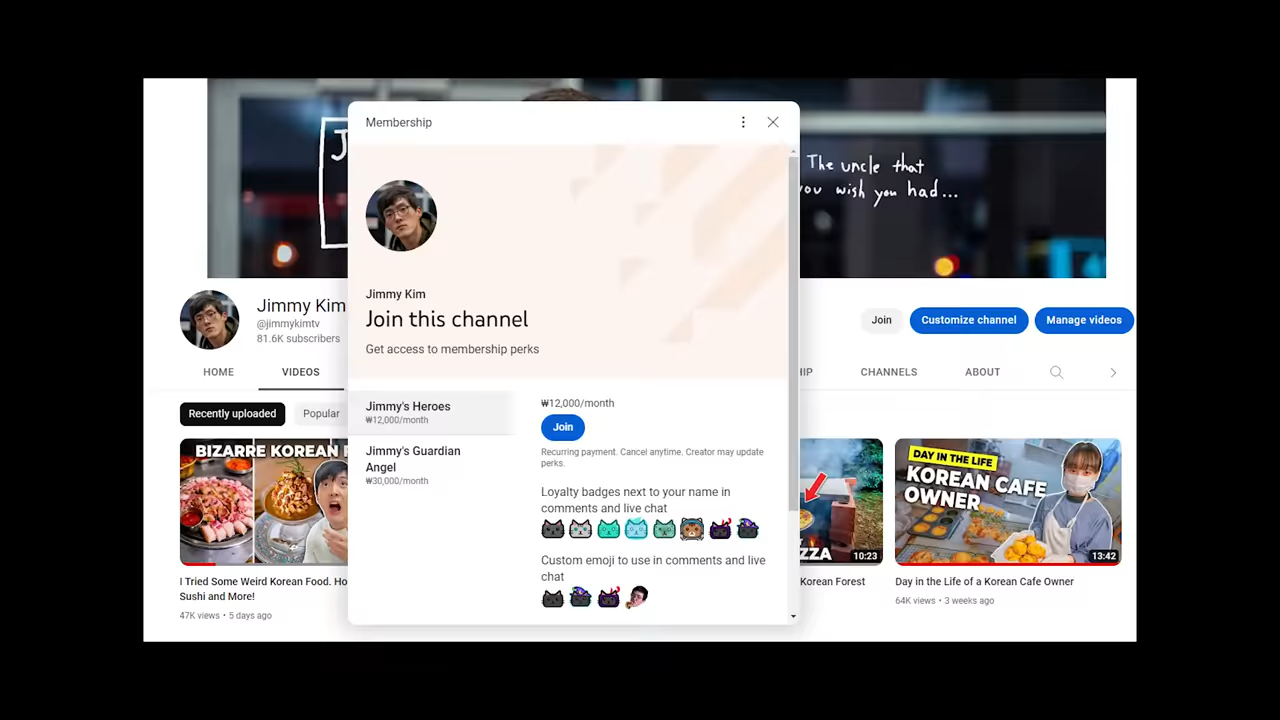 J
The uncle that
you wish you had...
Membership
Jimmy Kim
Join this channel
Get access to membership perks
Jimmy Kim
@jimmykimtv
81.6K subscribers
Join
Customize channel
Manage videos
HOME
VIDEOS
CHANNELS
ABOUT
Recently uploaded
Popular
Jimmy's Heroes
₩12,000/month
Jimmy's Guardian
Angel
₩30,000/month
₩12,000/month
Join
Recurring payment. Cancel anytime. Creator may update
perks.
Loyalty badges next to your name in
comments and live chat
Custom emoji to use in comments and live
chat
BIZARRE KOREAN
I Tried Some Weird Korean Food.
Sushi and More!
47K views • 5 days ago
10:23
Korean Forest
DAY IN THE LIFE
KOREAN CAFE
OWNER
13:42
Day in the Life of a Korean Cafe Owner
64K views • 3 weeks ago